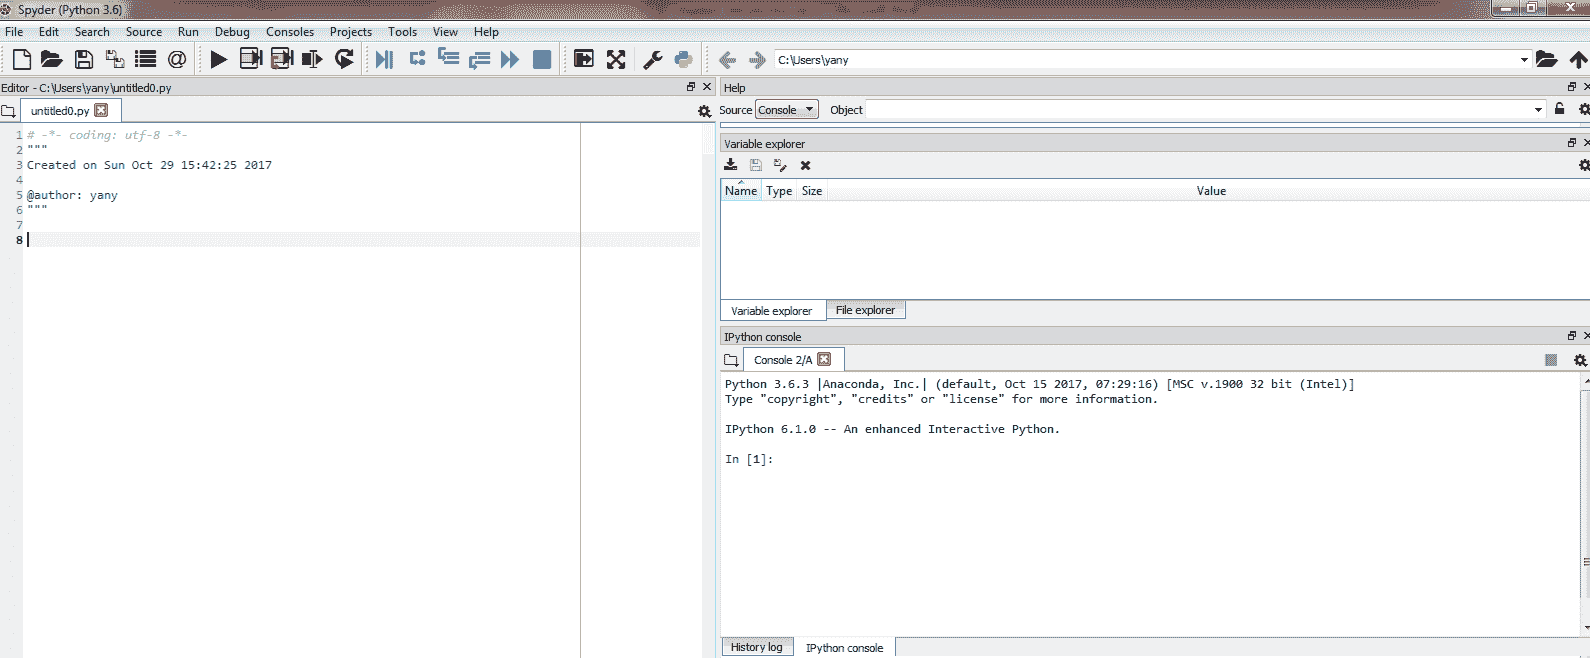 Spyder (Python 3.6)
File Edit Search Source Run Debug Consoles Projects Tools View Help
C:\Users\yany
Editor - C:\Users\yany\untitled0.py
untitled0.py
1 # -*- coding: utf-8 -*-
2 """
3 Created on Sun Oct 29 15:42:25 2017
4
5 @author: yany
6 """
7
8
Help
Source Console Object
Variable explorer
Name Type Size Value
Variable explorer File explorer
IPython console
Console 2/A
Python 3.6.3 |Anaconda, Inc.| (default, Oct 15 2017, 07:29:16) [MSC v.1900 32 bit (Intel)]
Type "copyright", "credits" or "license" for more information.
IPython 6.1.0 -- An enhanced Interactive Python.
In [1]:
History log IPython console